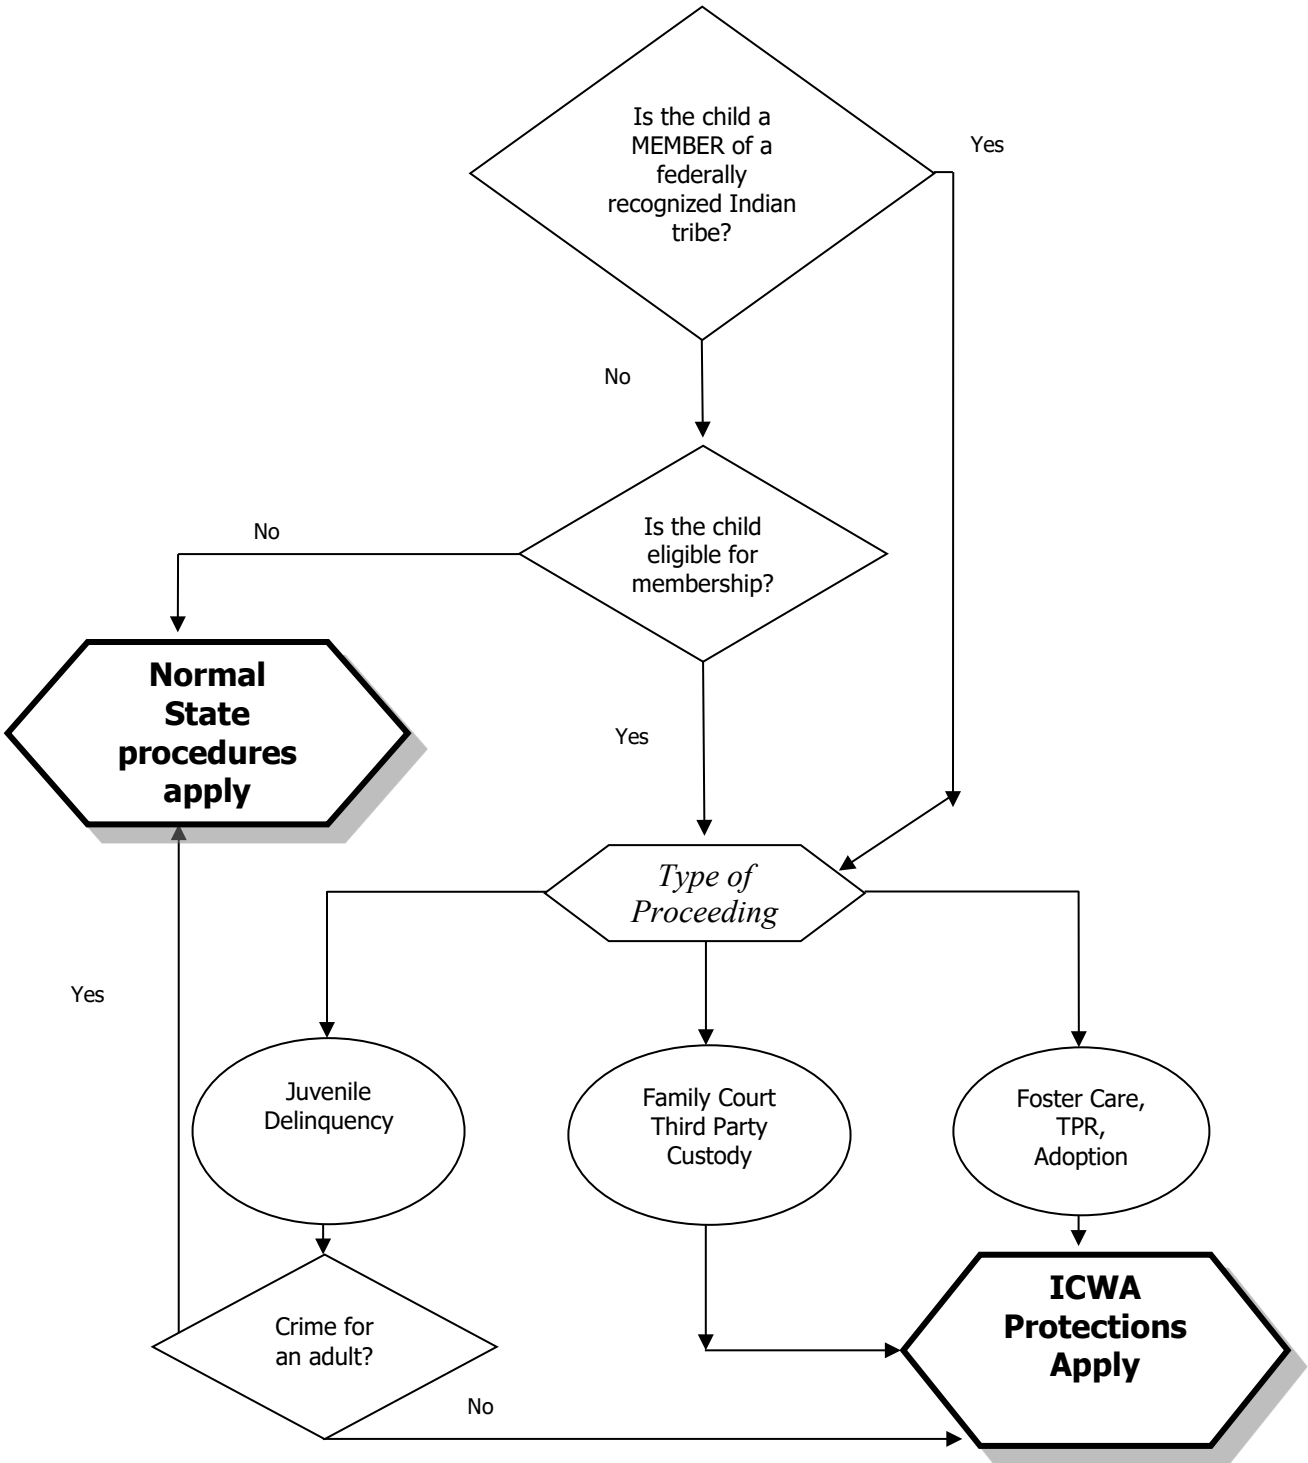 Is the child a
MEMBER of a
federally
recognized Indian
tribe?
Yes
No
Is the child
eligible for
membership?
No
Normal
State
procedures
apply
Yes
Type of
Proceeding
Yes
Juvenile
Delinquency
Family Court
Third Party
Custody
Foster Care,
TPR,
Adoption
ICWA
Protections
Apply
Crime for
an adult?
No